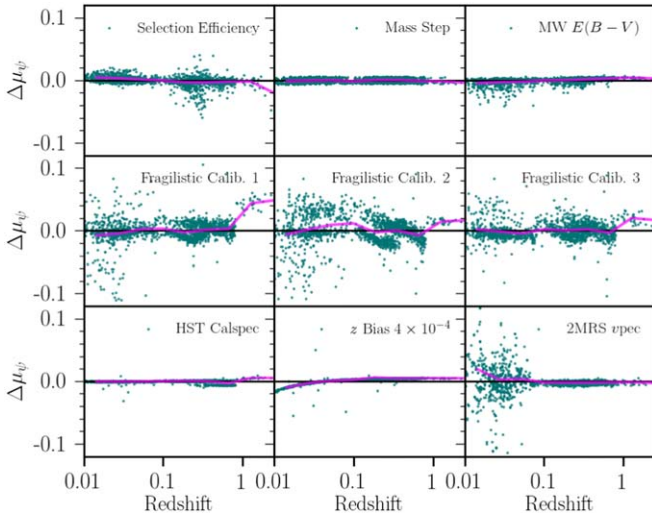 Selection Efficiency
Mass Step
MW E(B − V)
Δμ_ψ
0.1
0.0
-0.1
Fragilistic Calib. 1
Fragilistic Calib. 2
Fragilistic Calib. 3
Δμ_ψ
0.1
0.0
-0.1
HST Calspec
z Bias 4 × 10⁻⁴
2MRS vpec
Δμ_ψ
0.1
0.0
-0.1
0.01 0.1 1 0.01 0.1 1 0.01 0.1 1
Redshift Redshift Redshift